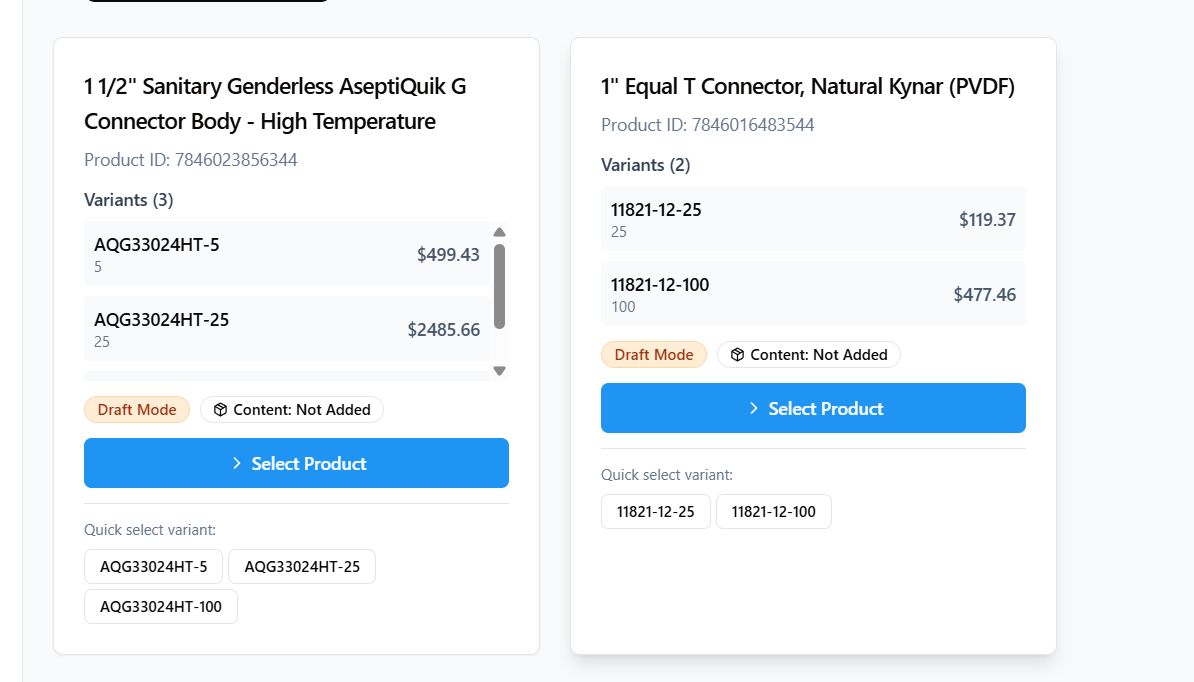 1 1/2" Sanitary Genderless AseptiQuik G
Connector Body - High Temperature
Product ID: 7846023856344
Variants (3)
AQG33024HT-5
5
$499.43
AQG33024HT-25
25
$2485.66
Draft Mode
Content: Not Added
Select Product
Quick select variant:
AQG33024HT-5
AQG33024HT-25
AQG33024HT-100
1" Equal T Connector, Natural Kynar (PVDF)
Product ID: 7846016483544
Variants (2)
11821-12-25
25
$119.37
11821-12-100
100
$477.46
Draft Mode
Content: Not Added
Select Product
Quick select variant:
11821-12-25
11821-12-100